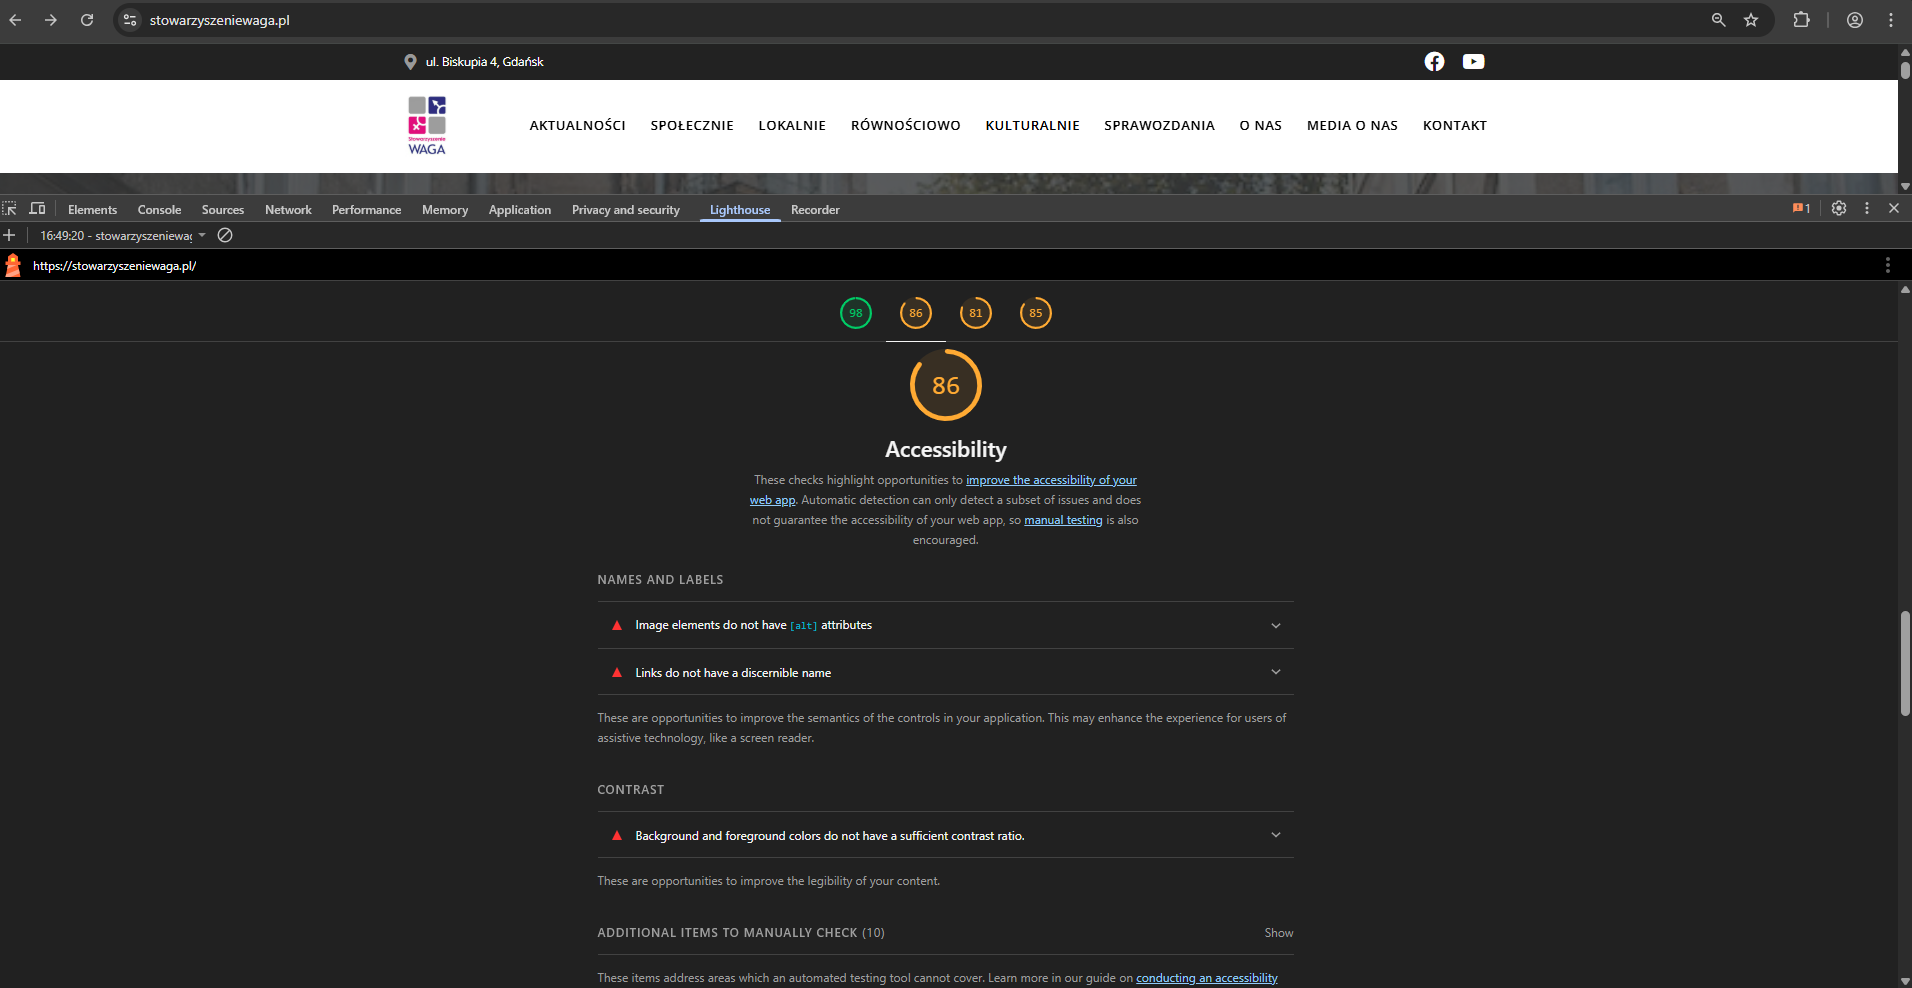 stowarzyszeniewaga.pl
ul. Biskupia 4, Gdańsk
Stowarzyszenie
WAGA
AKTUALNOŚCI SPOŁECZNIE LOKALNIE RÓWNOŚCIOWO KULTURALNIE SPRAWOZDANIA O NAS MEDIA O NAS KONTAKT
Elements Console Sources Network Performance Memory Application Privacy and security Lighthouse Recorder 1
16:49:20 - stowarzyszeniewag
https://stowarzyszeniewaga.pl/
98 86 81 85
86
Accessibility
These checks highlight opportunities to improve the accessibility of your
web app. Automatic detection can only detect a subset of issues and does
not guarantee the accessibility of your web app, so manual testing is also
encouraged.
NAMES AND LABELS
Image elements do not have [alt] attributes
Links do not have a discernible name
These are opportunities to improve the semantics of the controls in your application. This may enhance the experience for users of
assistive technology, like a screen reader.
CONTRAST
Background and foreground colors do not have a sufficient contrast ratio.
These are opportunities to improve the legibility of your content.
ADDITIONAL ITEMS TO MANUALLY CHECK (10) Show
These items address areas which an automated testing tool cannot cover. Learn more in our guide on conducting an accessibility